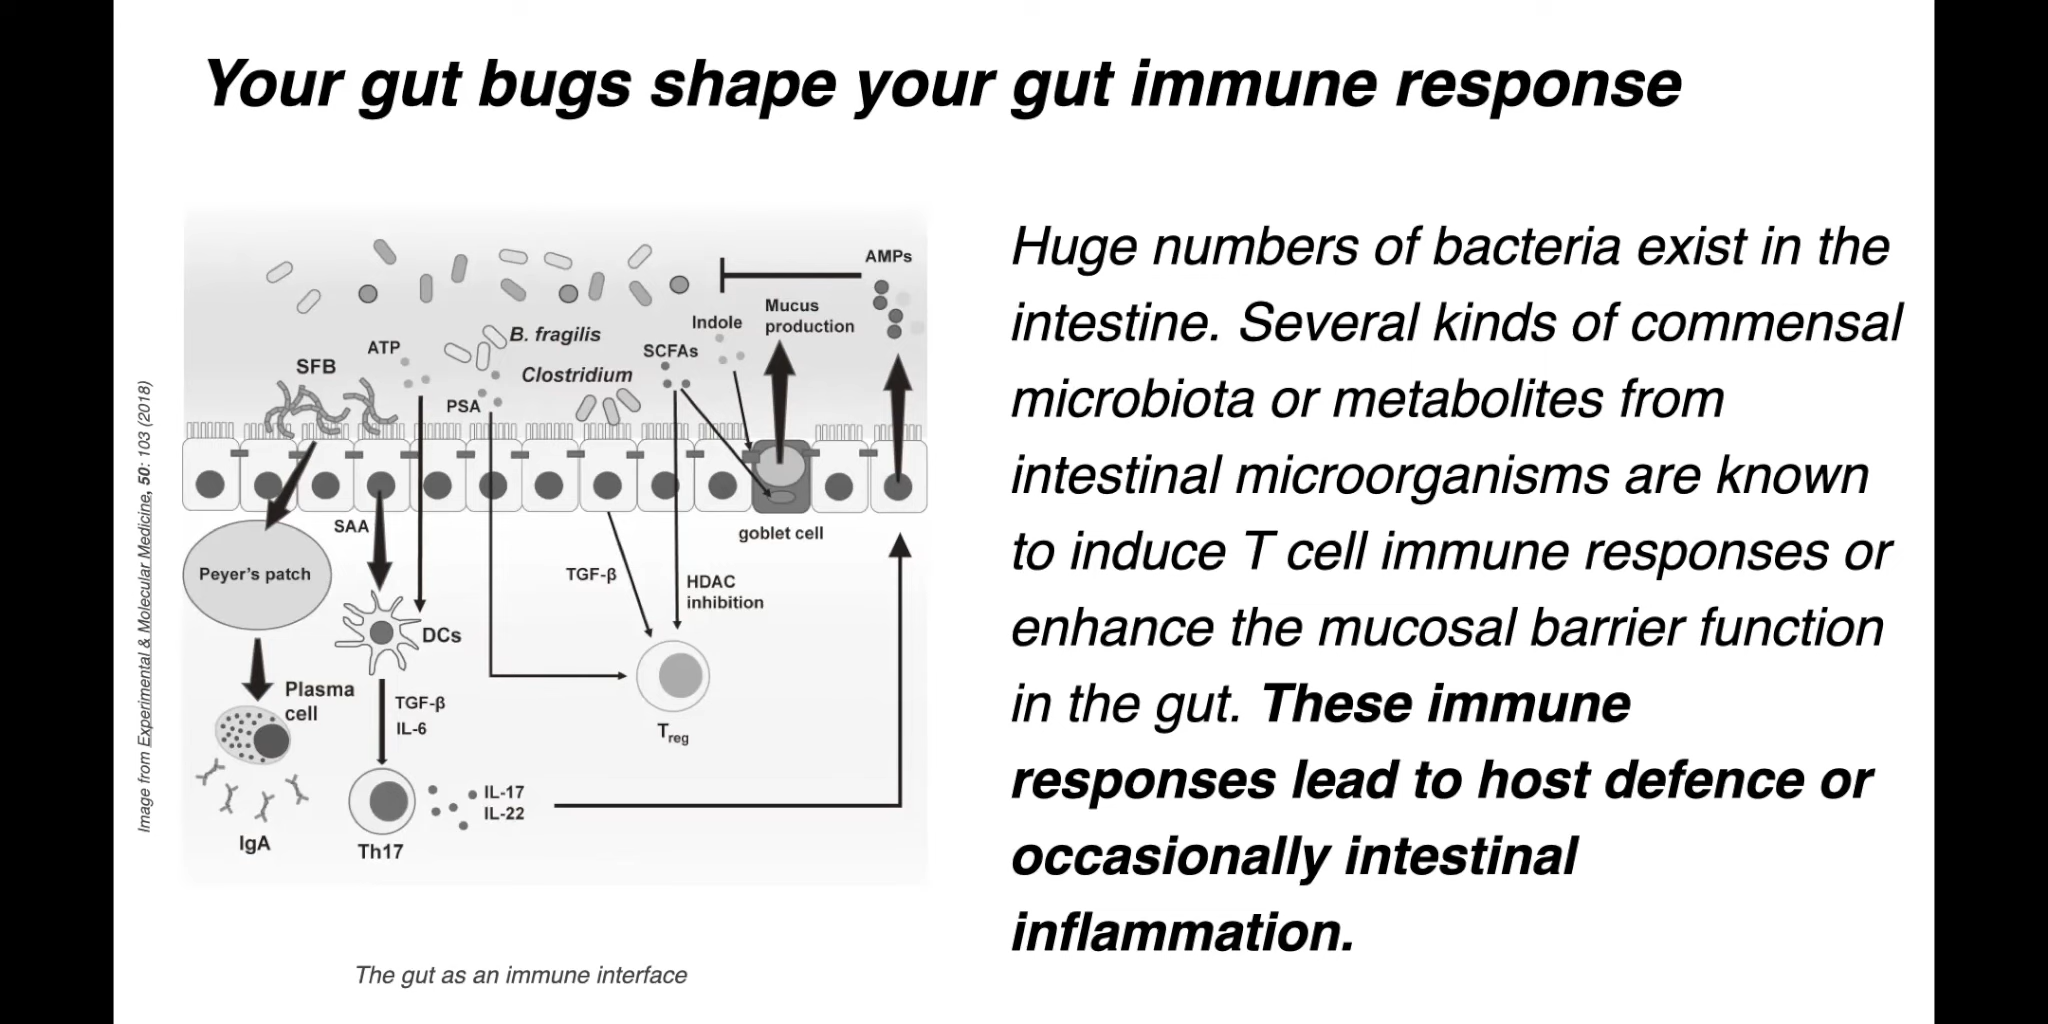 Your gut bugs shape your gut immune response
Image from Experimental & Molecular Medicine, 50: 103 (2018)
AMPs
Mucus
production
Indole
B. fragilis
ATP
SCFAs
SFB
Clostridium
PSA
SAA
goblet cell
Peyer's patch
TGF-β
HDAC
inhibition
DCs
Plasma
cell
TGF-β
IL-6
Treg
IL-17
IL-22
IgA
Th17
The gut as an immune interface
Huge numbers of bacteria exist in the
intestine. Several kinds of commensal
microbiota or metabolites from
intestinal microorganisms are known
to induce T cell immune responses or
enhance the mucosal barrier function
in the gut. These immune
responses lead to host defence or
occasionally intestinal
inflammation.